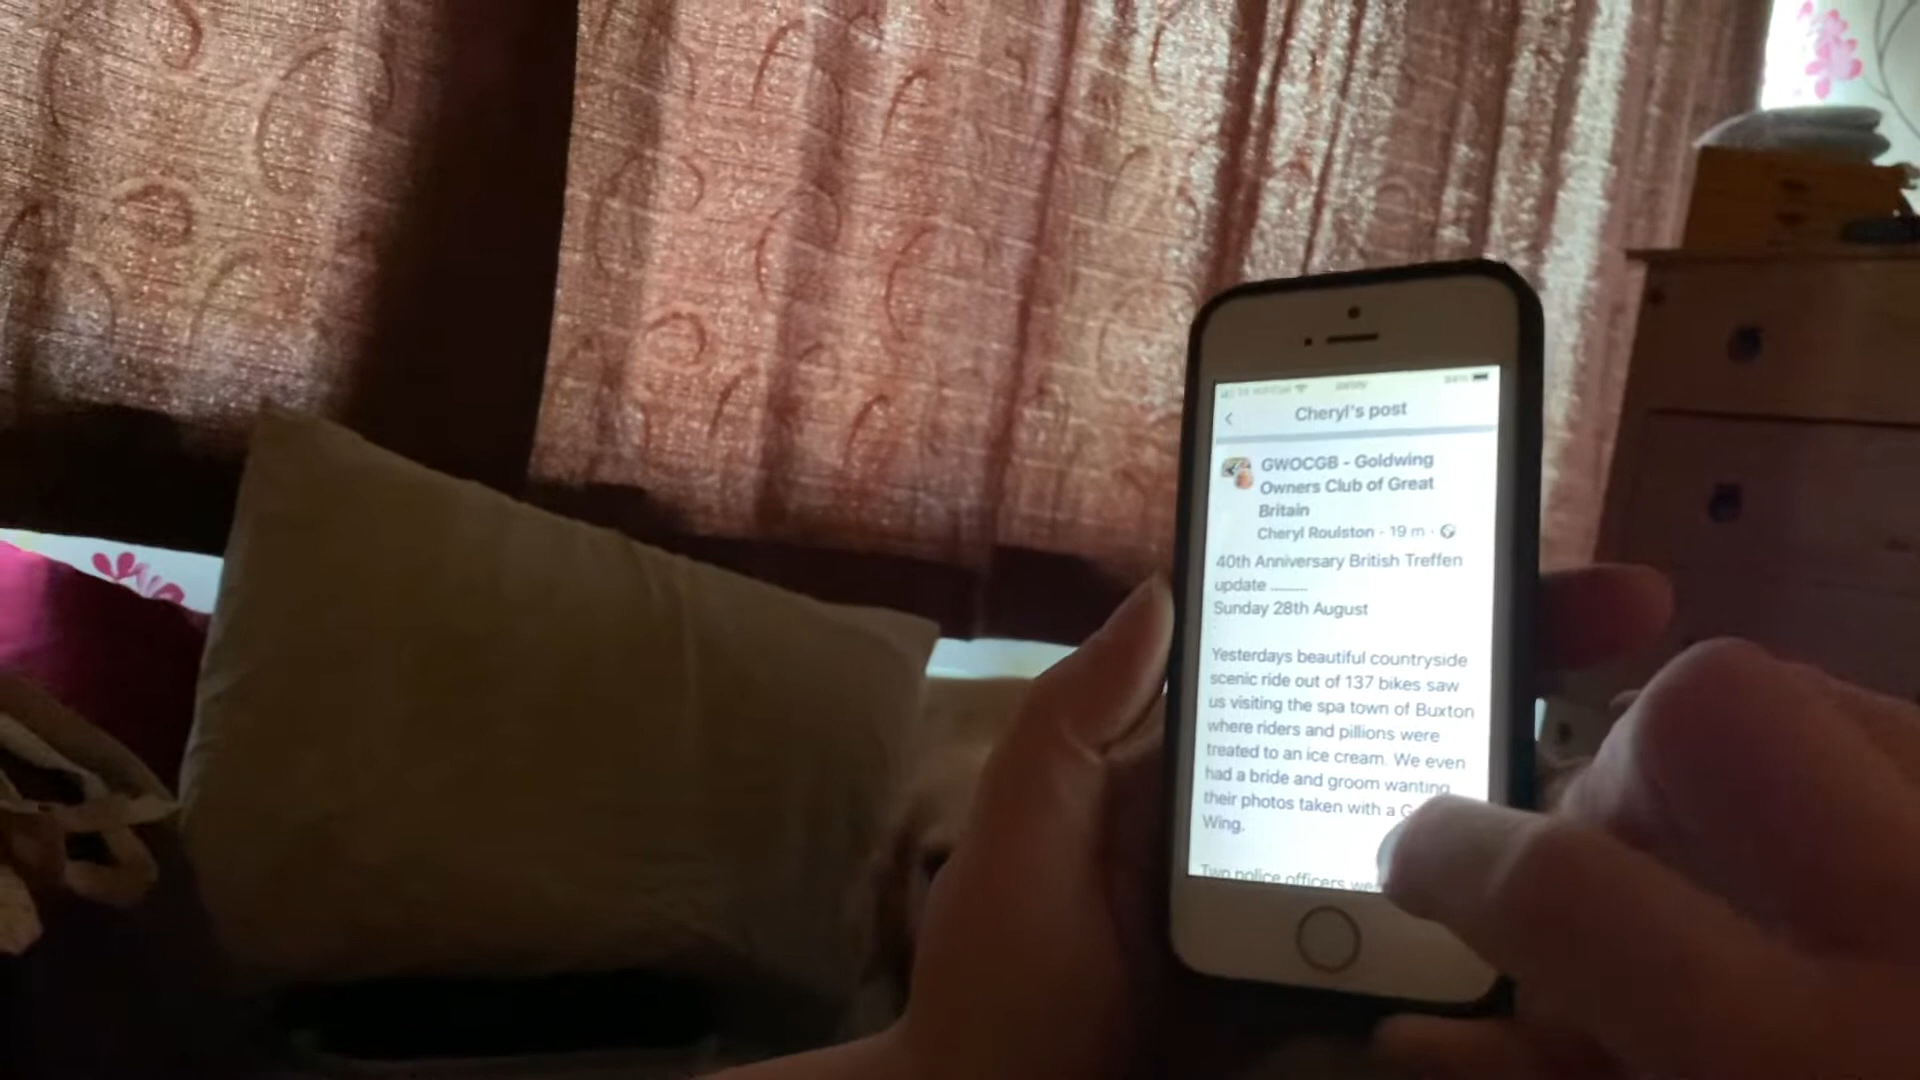 Cheryl's post
GWOCGB - Goldwing
Owners Club of Great
Britain
Cheryl Roulston · 19 m ·
40th Anniversary British Treffen
update .........
Sunday 28th August
Yesterdays beautiful countryside
scenic ride out of 137 bikes saw
us visiting the spa town of Buxton
where riders and pillions were
treated to an ice cream. We even
had a bride and groom wanting
their photos taken with a
Wing.
Two police officers